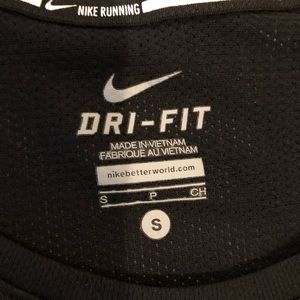 NIKE RUNNING
DRI-FIT
MADE IN VIETNAM
FABRIQUE AU VIETNAM
nikebetterworld.com
S P CH
S